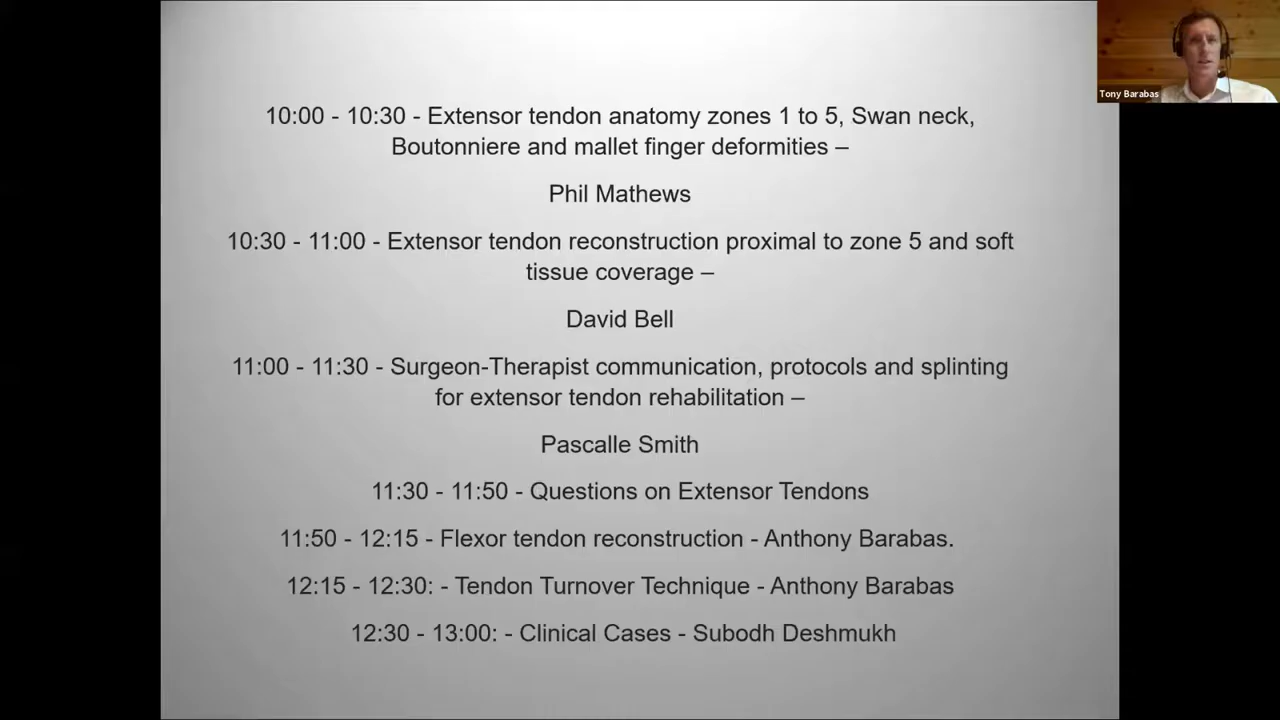 10:00 - 10:30 - Extensor tendon anatomy zones 1 to 5, Swan neck,
Boutonniere and mallet finger deformities –
Phil Mathews
10:30 - 11:00 - Extensor tendon reconstruction proximal to zone 5 and soft
tissue coverage –
David Bell
11:00 - 11:30 - Surgeon-Therapist communication, protocols and splinting
for extensor tendon rehabilitation –
Pascalle Smith
11:30 - 11:50 - Questions on Extensor Tendons
11:50 - 12:15 - Flexor tendon reconstruction - Anthony Barabas.
12:15 - 12:30: - Tendon Turnover Technique - Anthony Barabas
12:30 - 13:00: - Clinical Cases - Subodh Deshmukh
Tony Barabas